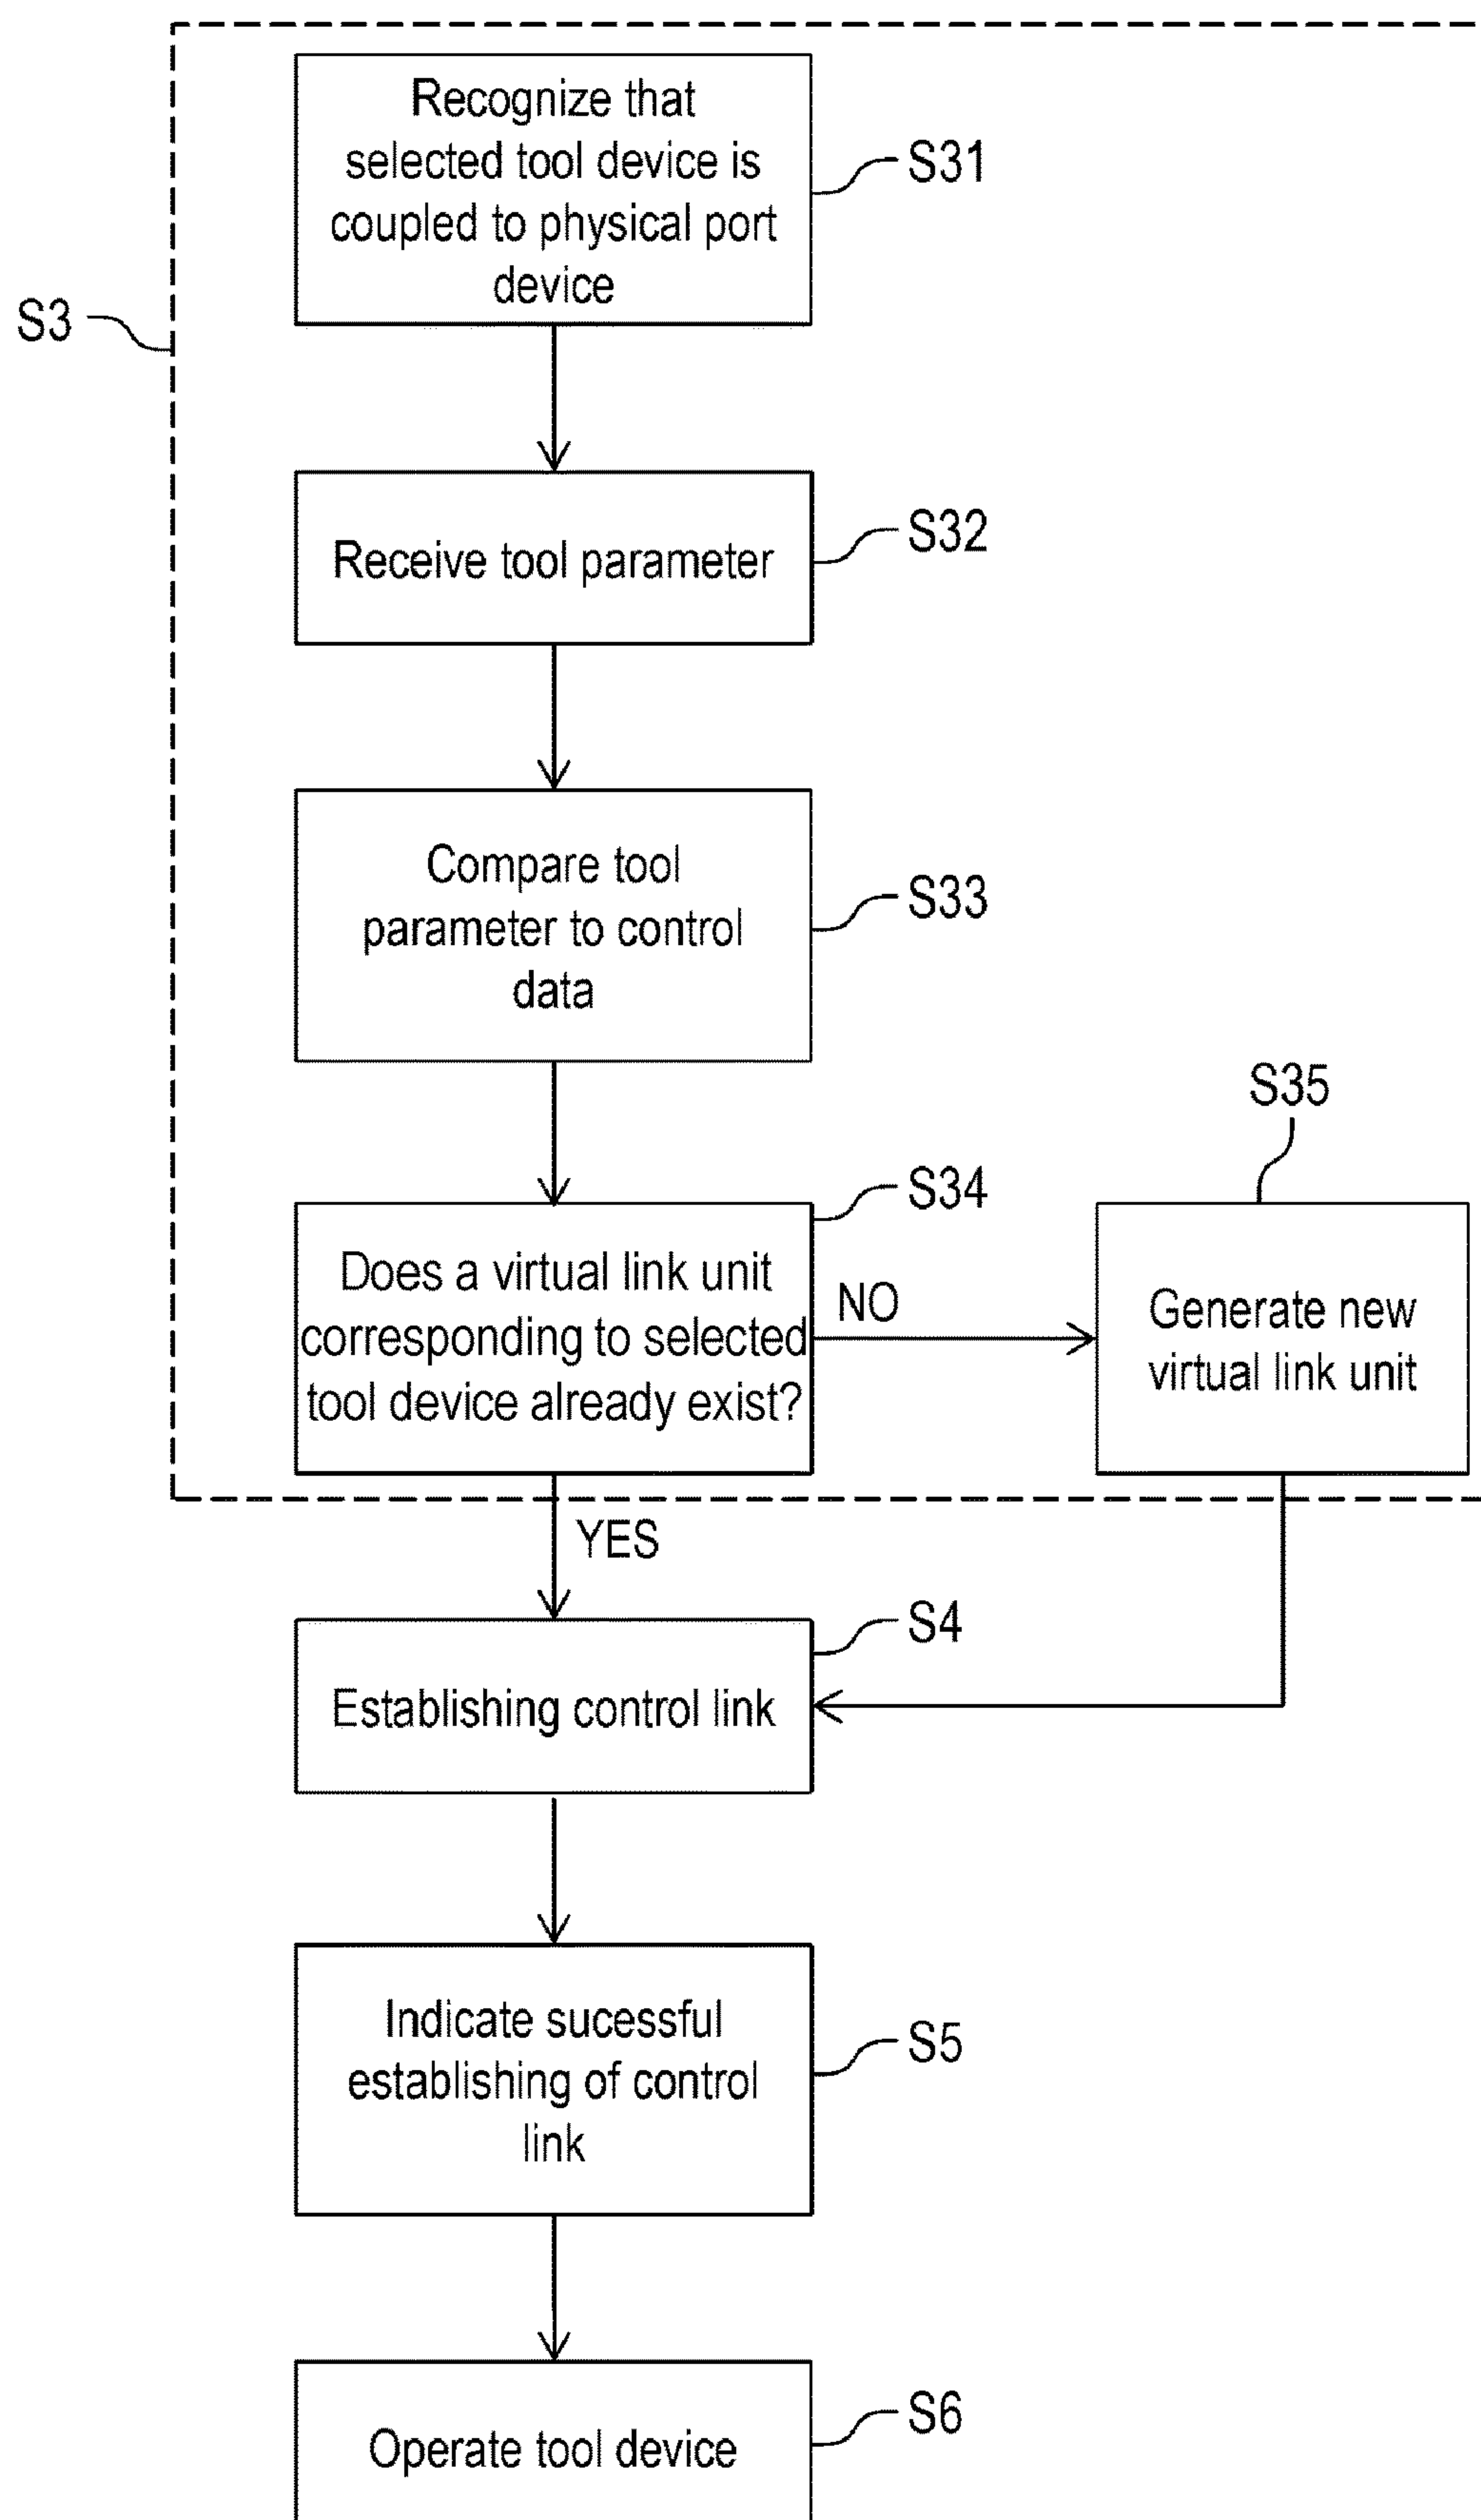 Recognize that
selected tool device is
coupled to physical port
device
S31
S3
Receive tool parameter
S32
Compare tool
parameter to control
data
S33
S35
Does a virtual link unit
corresponding to selected
tool device already exist?
S34
NO
Generate new
virtual link unit
YES
Establishing control link
S4
Indicate sucessful
establishing of control
link
S5
Operate tool device
S6